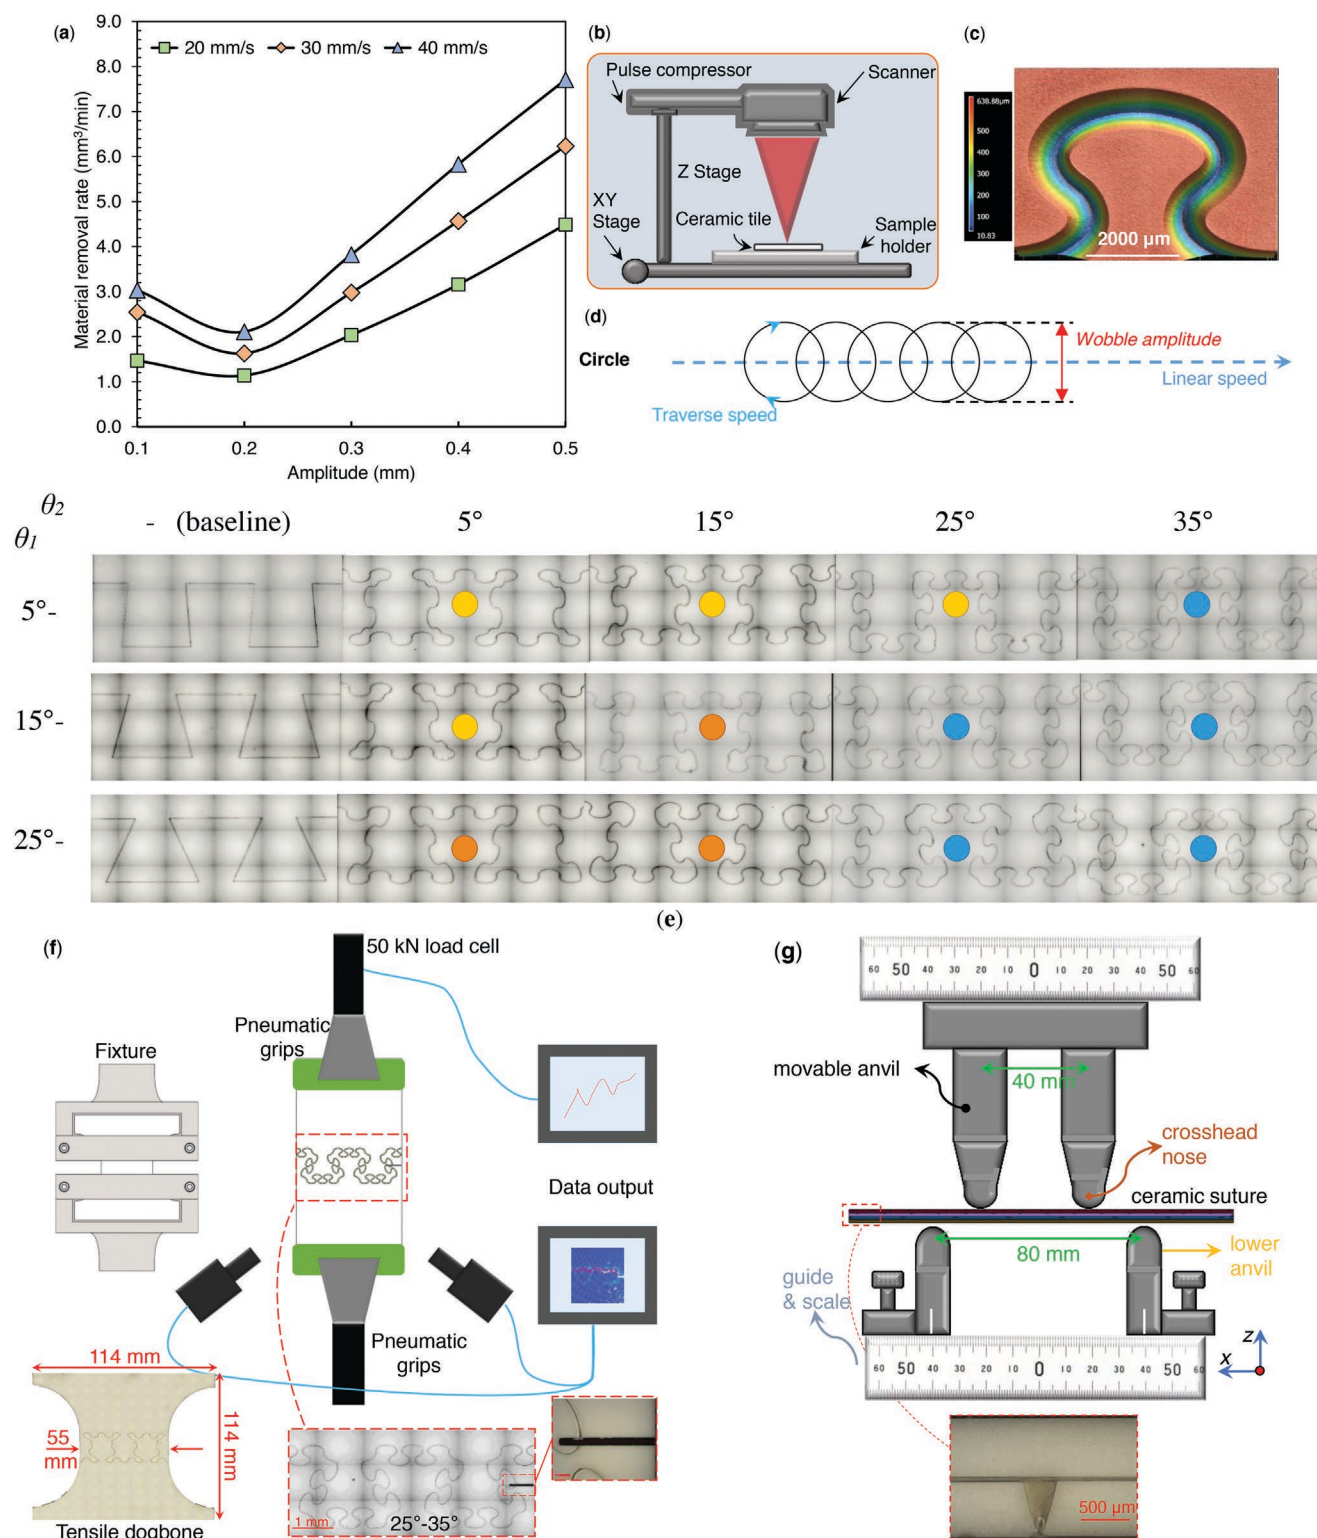 (a)
20 mm/s 30 mm/s 40 mm/s
Material removal rate (mm³/min)
9.0
8.0
7.0
6.0
5.0
4.0
3.0
2.0
1.0
0.0
0.1 0.2 0.3 0.4 0.5
Amplitude (mm)
(b)
Pulse compressor
Scanner
Z Stage
XY
Stage
Ceramic tile
Sample
holder
(c)
638.88µm
500
400
300
200
100
10.83
2000 µm
(d)
Circle
Wobble amplitude
Linear speed
Traverse speed
θ2
θ1
- (baseline) 5° 15° 25° 35°
5°-
15°-
25°-
(e)
(f)
50 kN load cell
Pneumatic
grips
Fixture
Data output
Pneumatic
grips
114 mm
114 mm
55
mm
Tensile dogbone
1 mm
25°-35°
(g)
60 50 40 30 20 10 0 10 20 30 40 50 60
movable anvil
40 mm
crosshead
nose
ceramic suture
80 mm
lower
anvil
guide
& scale
60 50 40 30 20 10 0 10 20 30 40 50 60
z
x
500 µm